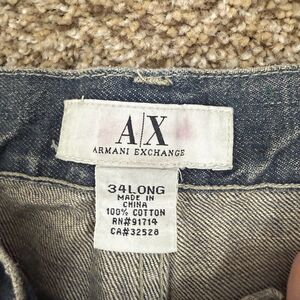 A|X
ARMANI EXCHANGE
34LONG
MADE IN
CHINA
100% COTTON
RN#91714
CA#32528